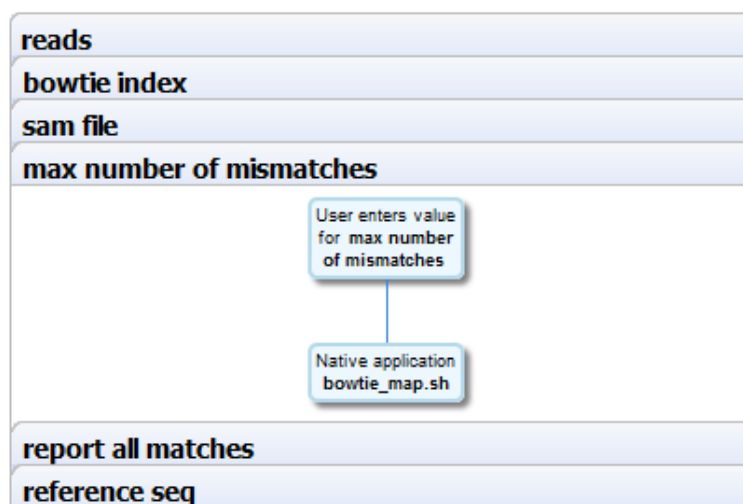 reads
bowtie index
sam file
max number of mismatches
User enters value
for max number
of mismatches
Native application
bowtie_map.sh
report all matches
reference seq